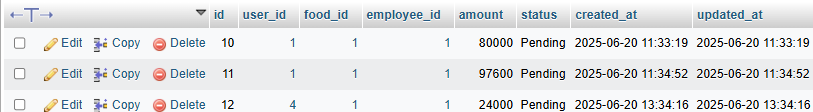 id user_id food_id employee_id amount status created_at updated_at
Edit Copy Delete 10 1 1 1 80000 Pending 2025-06-20 11:33:19 2025-06-20 11:33:19
Edit Copy Delete 11 1 1 1 97600 Pending 2025-06-20 11:34:52 2025-06-20 11:34:52
Edit Copy Delete 12 4 1 1 24000 Pending 2025-06-20 13:34:16 2025-06-20 13:34:16